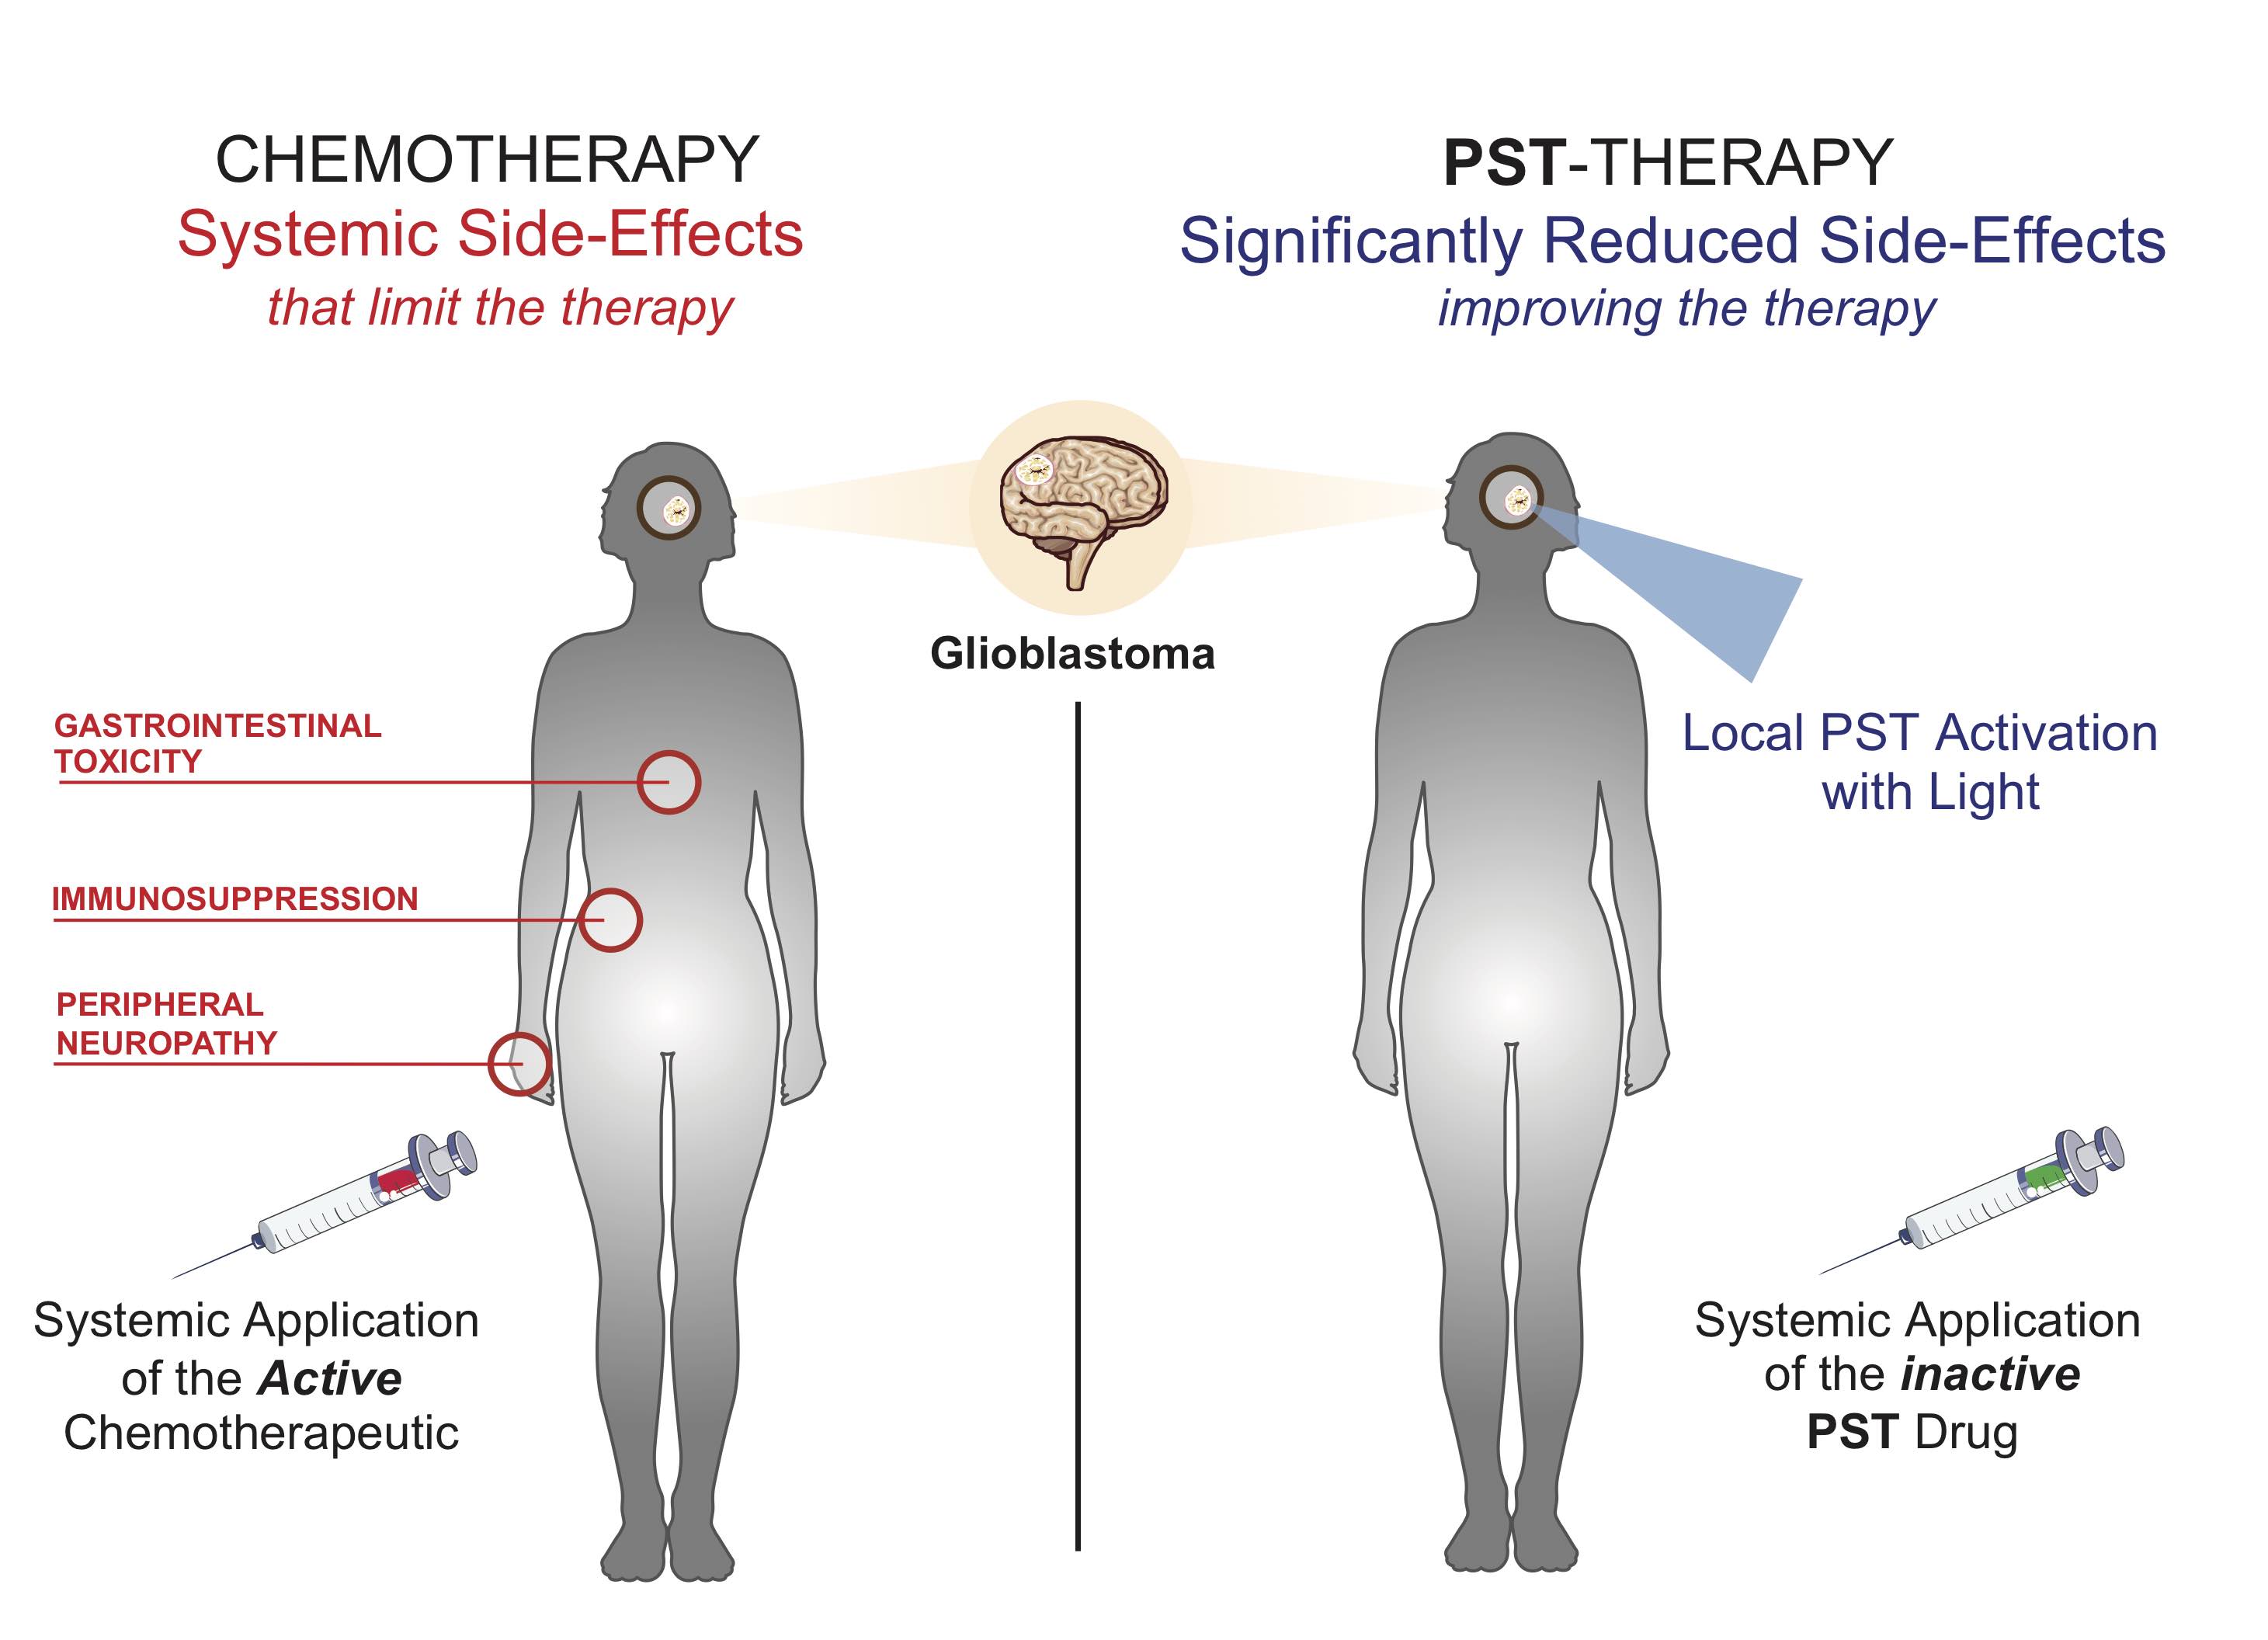 CHEMOTHERAPY
Systemic Side-Effects
that limit the therapy
PST-THERAPY
Significantly Reduced Side-Effects
improving the therapy
Glioblastoma
GASTROINTESTINAL
TOXICITY
IMMUNOSUPPRESSION
PERIPHERAL
NEUROPATHY
Local PST Activation
with Light
Systemic Application
of the Active
Chemotherapeutic
Systemic Application
of the inactive
PST Drug